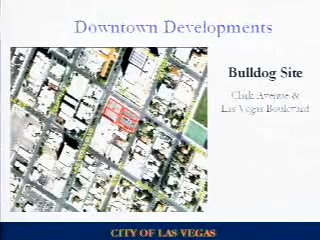 Downtown Developments
Bulldog Site
Clark Avenue &
Las Vegas Boulevard
CITY OF LAS VEGAS